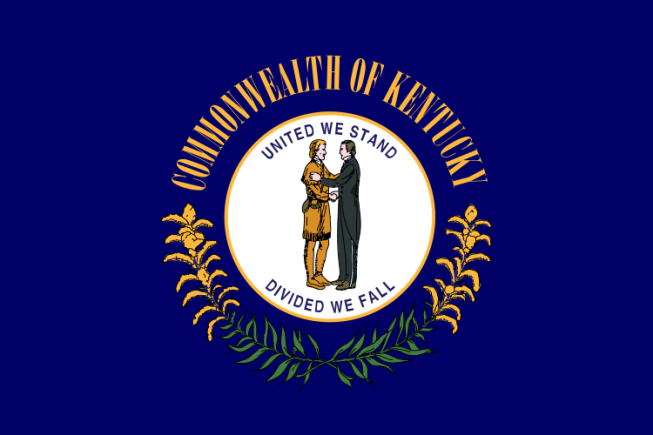 COMMONWEALTH OF KENTUCKY
UNITED WE STAND
DIVIDED WE FALL